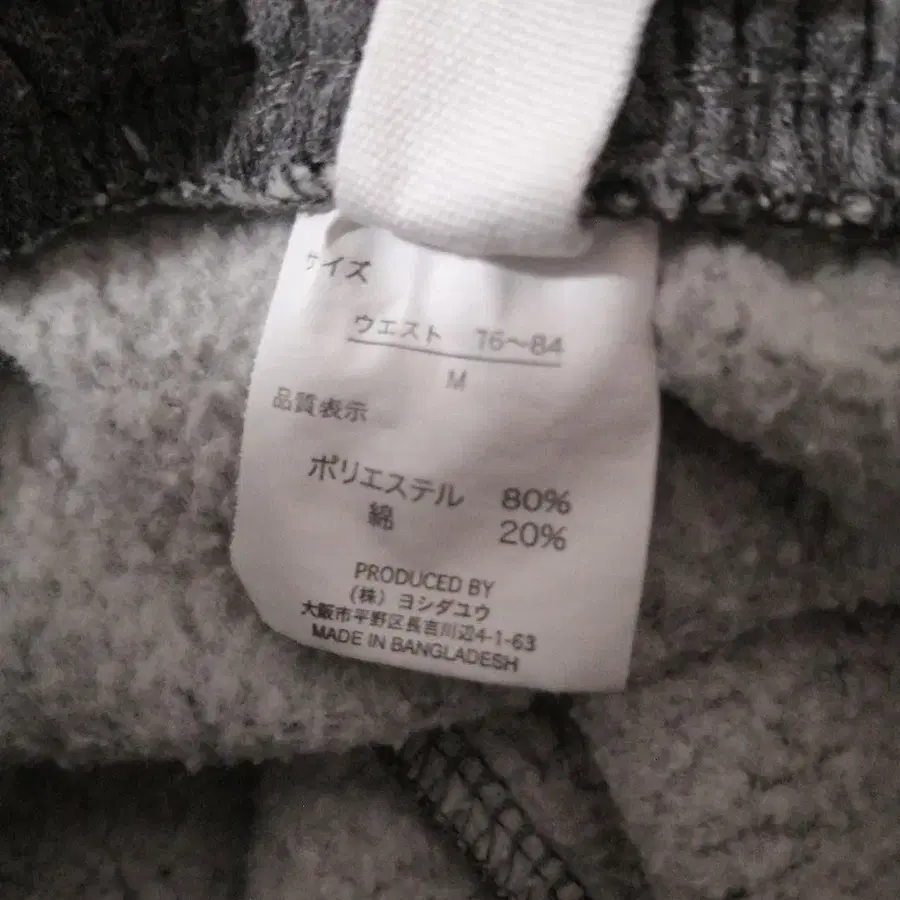 サイズ
ウエスト 76〜84
M
品質表示
ポリエステル 80%
綿 20%
PRODUCED BY
(株) ヨシダユウ
大阪市平野区長吉川辺4-1-63
MADE IN BANGLADESH